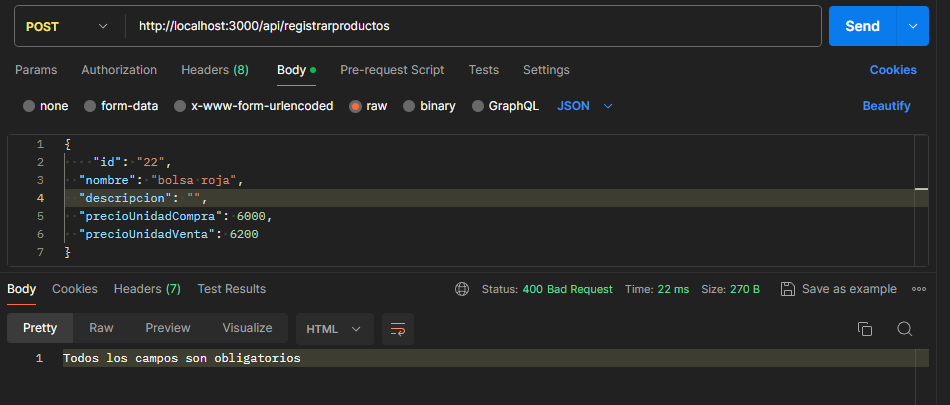 POST http://localhost:3000/api/registrarproductos Send
Params Authorization Headers (8) Body Pre-request Script Tests Settings Cookies
none form-data x-www-form-urlencoded raw binary GraphQL JSON Beautify
1 {
2 "id": "22",
3 "nombre": "bolsa roja",
4 "descripcion": "",
5 "precioUnidadCompra": 6000,
6 "precioUnidadVenta": 6200
7 }
Body Cookies Headers (7) Test Results Status: 400 Bad Request Time: 22 ms Size: 270 B Save as example
Pretty Raw Preview Visualize HTML
1 Todos los campos son obligatorios